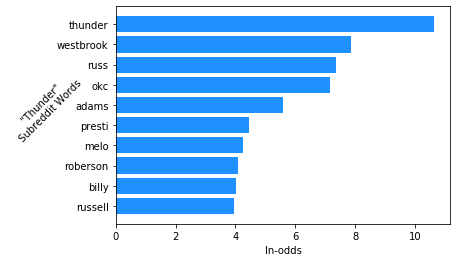 thunder
westbrook
russ
okc
adams
presti
melo
roberson
billy
russell
"Thunder"
Subreddit Words
0 2 4 6 8 10
ln-odds